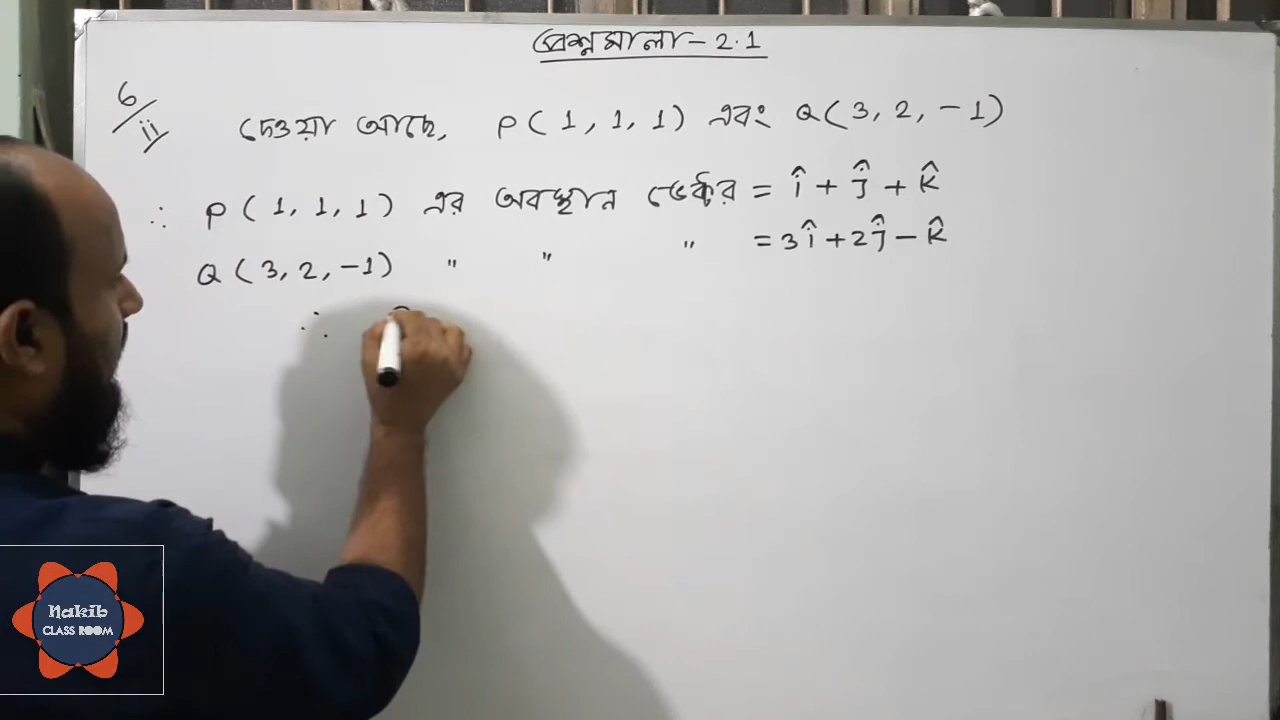 প্রশ্নমালা - 2.1
6/ii দেওয়া আছে, P(1, 1, 1) এবং Q(3, 2, -1)
∴ P(1, 1, 1) এর অবস্থান ভেক্টর = î + ĵ + k̂
Q(3, 2, -1) " " " = 3î + 2ĵ - k̂
∴
Nakib
CLASS ROOM